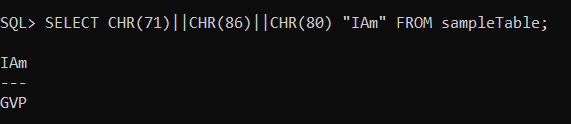 SQL> SELECT CHR(71)||CHR(86)||CHR(80) "IAm" FROM sampleTable;
IAm
---
GVP